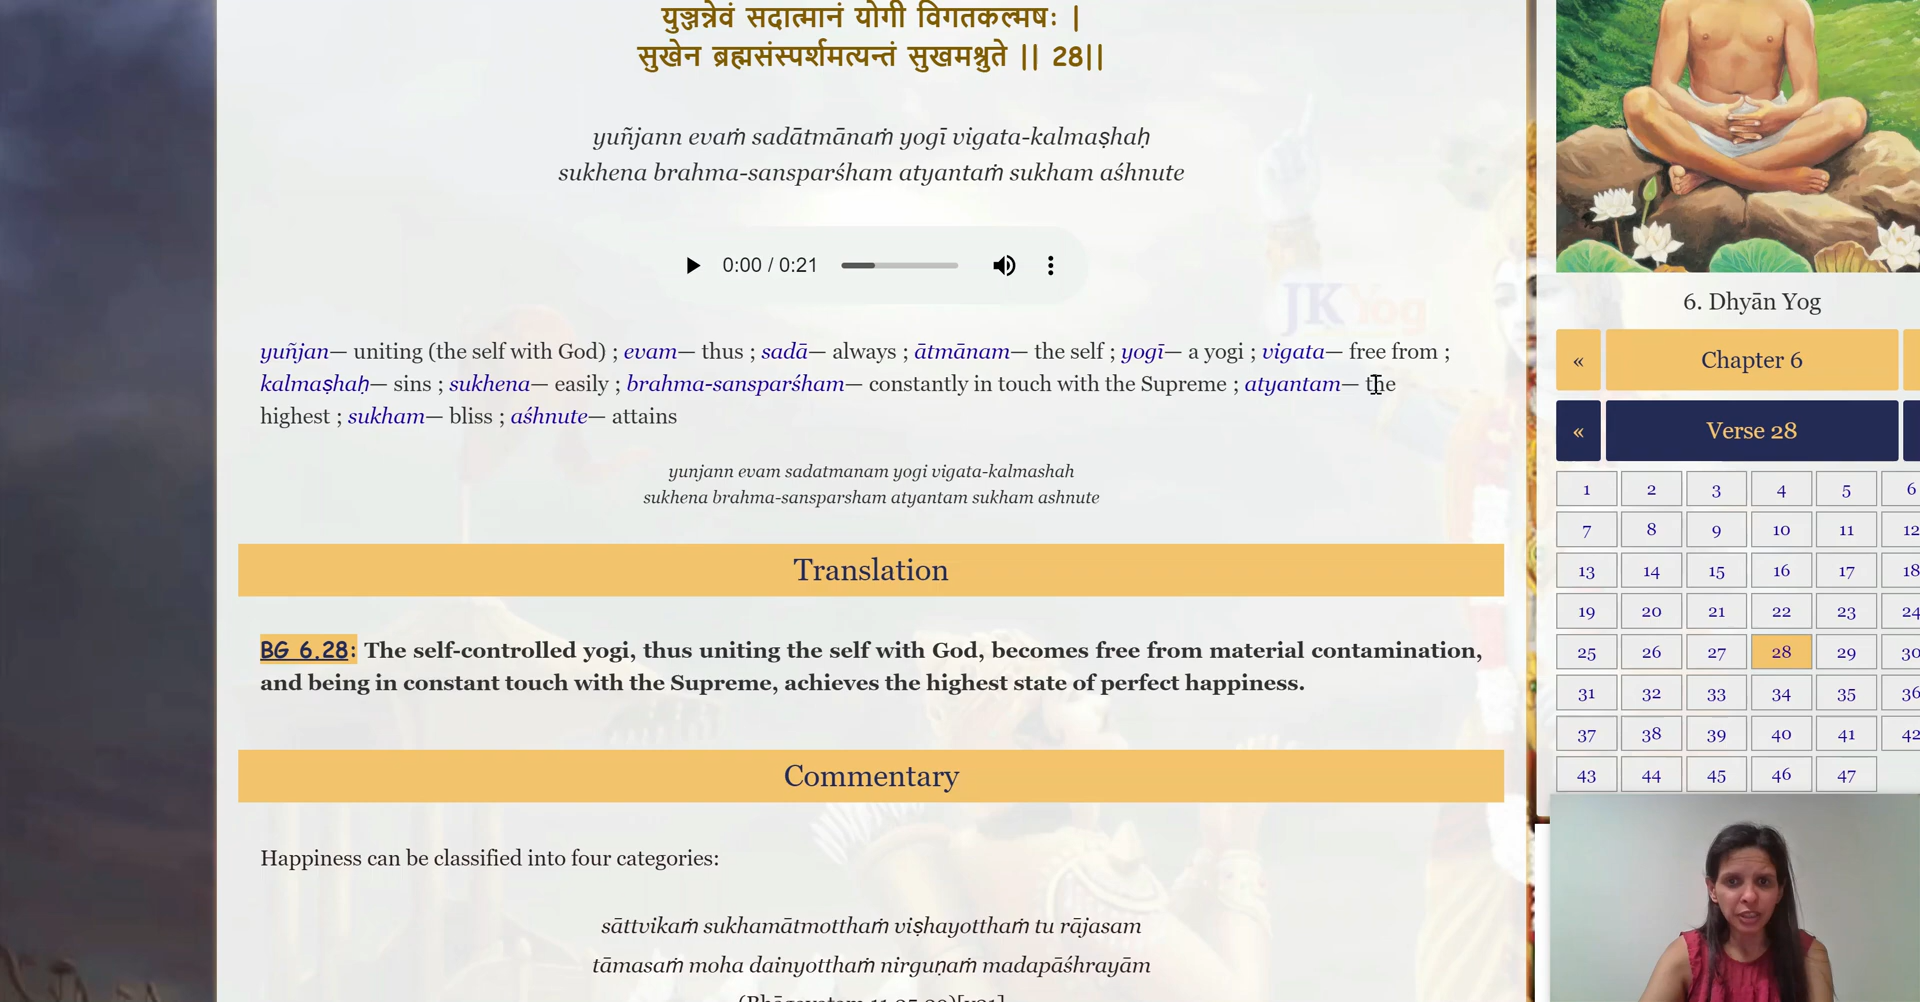 युञ्जन्नेवं सदात्मानं योगी विगतकल्मषः |
सुखेन ब्रह्मसंस्पर्शमत्यन्तं सुखमश्नुते || 28||
yuñjann evaṁ sadātmānaṁ yogī vigata-kalmaṣhaḥ
sukhena brahma-sansparśham atyantaṁ sukham aśhnute
0:00 / 0:21
JKYog
yuñjan— uniting (the self with God) ; evam— thus ; sadā— always ; ātmānam— the self ; yogī— a yogi ; vigata— free from ;
kalmaṣhaḥ— sins ; sukhena— easily ; brahma-sansparśham— constantly in touch with the Supreme ; atyantam— the
highest ; sukham— bliss ; aśhnute— attains
yunjann evam sadatmanam yogi vigata-kalmashah
sukhena brahma-sansparsham atyantam sukham ashnute
Translation
BG 6.28: The self-controlled yogi, thus uniting the self with God, becomes free from material contamination,
and being in constant touch with the Supreme, achieves the highest state of perfect happiness.
Commentary
Happiness can be classified into four categories:
sāttvikaṁ sukhamātmotthaṁ viṣhayotthaṁ tu rājasam
tāmasaṁ moha dainyotthaṁ nirguṇaṁ madapāśhrayām
6. Dhyān Yog
« Chapter 6
« Verse 28
1 2 3 4 5 6
7 8 9 10 11 12
13 14 15 16 17 18
19 20 21 22 23 24
25 26 27 28 29 30
31 32 33 34 35 36
37 38 39 40 41 42
43 44 45 46 47